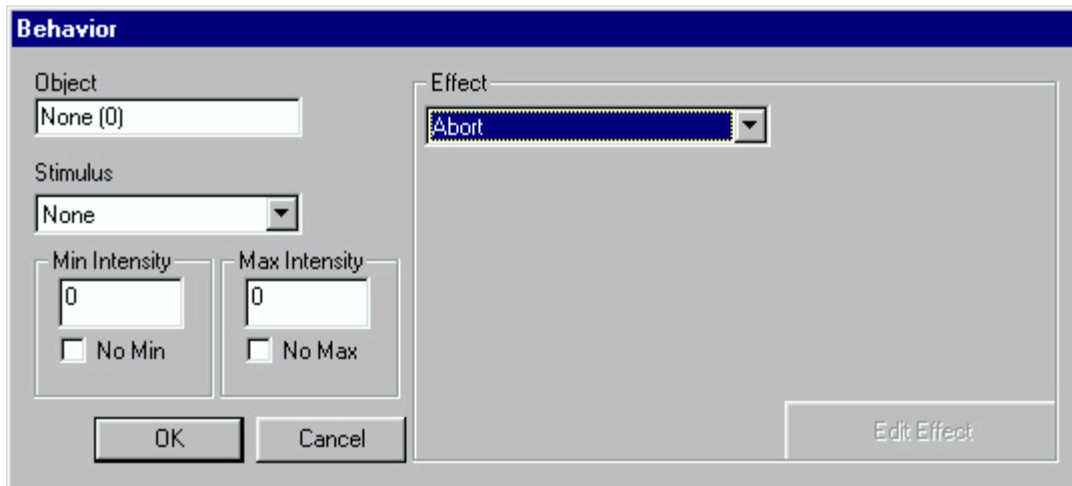 Behavior
Object
None (0)
Stimulus
None
Min Intensity
0
No Min
Max Intensity
0
No Max
OK
Cancel
Effect
Abort
Edit Effect